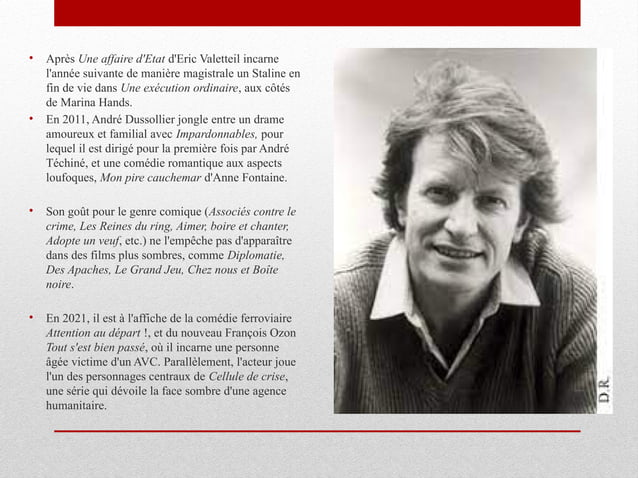 • Après Une affaire d'Etat d'Eric Valetteil incarne
l'année suivante de manière magistrale un Staline en
fin de vie dans Une exécution ordinaire, aux côtés
de Marina Hands.
• En 2011, André Dussollier jongle entre un drame
amoureux et familial avec Impardonnables, pour
lequel il est dirigé pour la première fois par André
Téchiné, et une comédie romantique aux aspects
loufoques, Mon pire cauchemar d'Anne Fontaine.
• Son goût pour le genre comique (Associés contre le
crime, Les Reines du ring, Aimer, boire et chanter,
Adopte un veuf, etc.) ne l'empêche pas d'apparaître
dans des films plus sombres, comme Diplomatie,
Des Apaches, Le Grand Jeu, Chez nous et Boîte
noire.
• En 2021, il est à l'affiche de la comédie ferroviaire
Attention au départ !, et du nouveau François Ozon
Tout s'est bien passé, où il incarne une personne
âgée victime d'un AVC. Parallèlement, l'acteur joue
l'un des personnages centraux de Cellule de crise,
une série qui dévoile la face sombre d'une agence
humanitaire.
D.R.